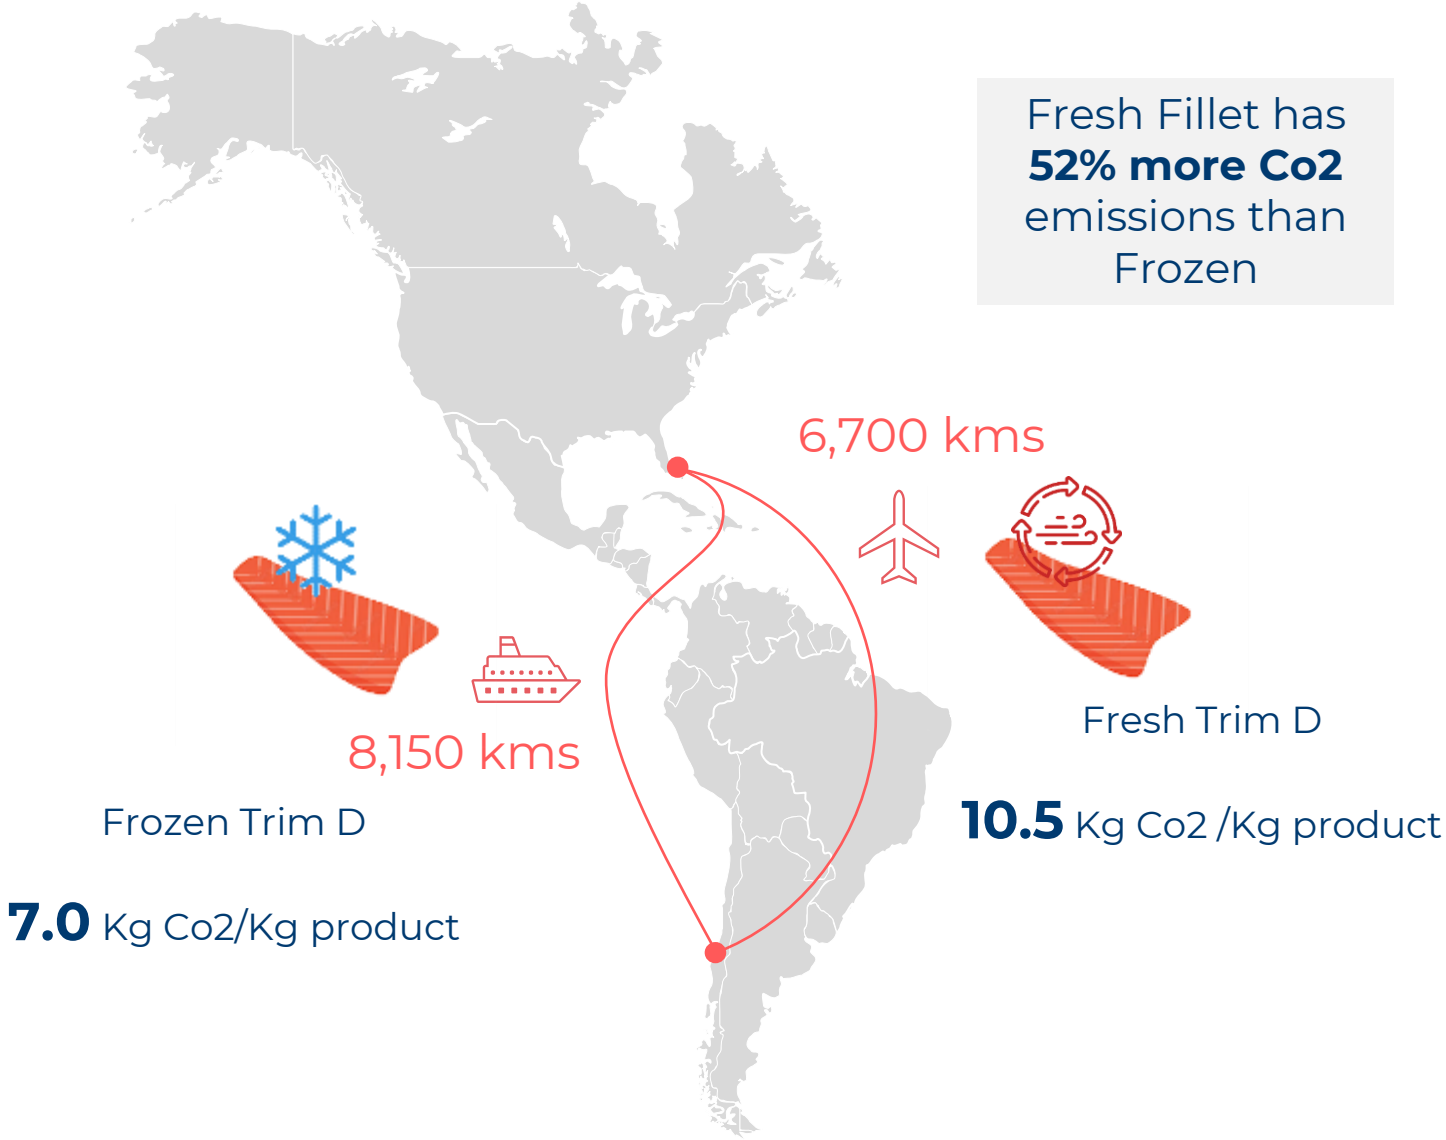 Fresh Fillet has
52% more Co2
emissions than
Frozen
6,700 kms
8,150 kms
Fresh Trim D
10.5 Kg Co2 /Kg product
Frozen Trim D
7.0 Kg Co2/Kg product